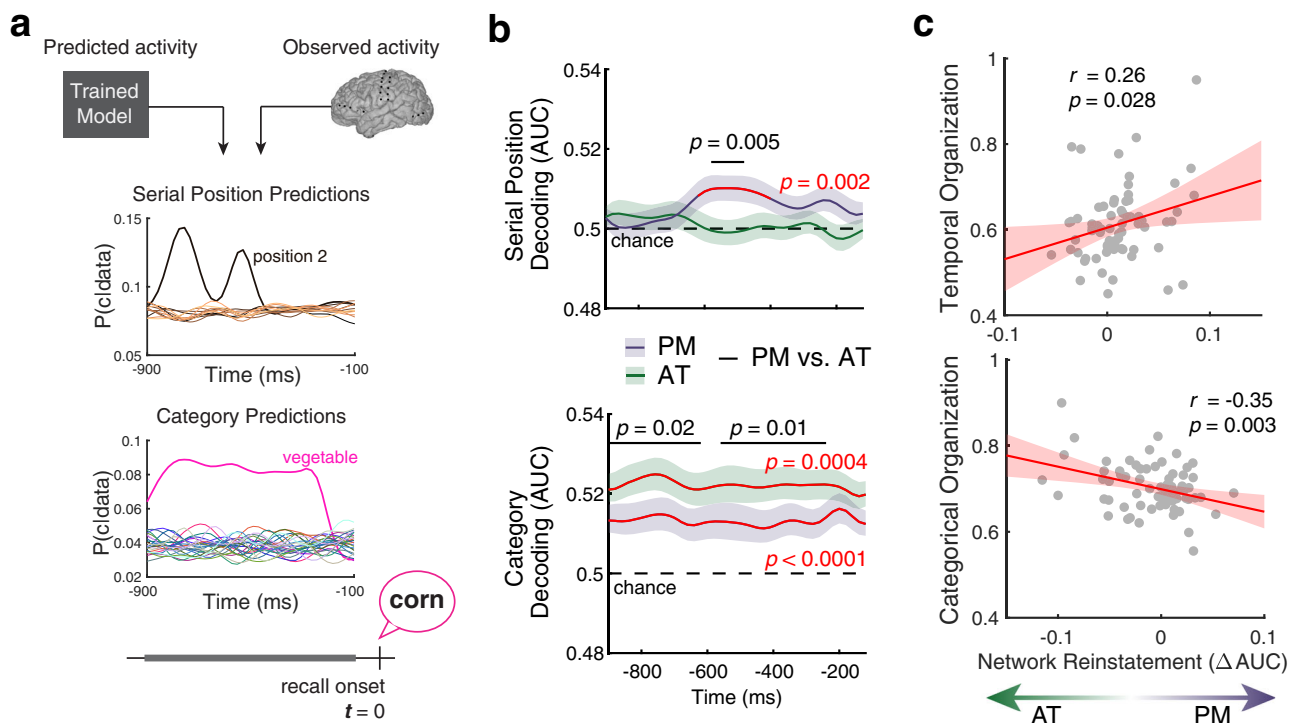 a
Predicted activity
Observed activity
Trained
Model
Serial Position Predictions
0.15
0.1
0.05
P(c|data)
position 2
-900
-100
Time (ms)
Category Predictions
0.1
0.08
0.06
0.04
0.02
P(c|data)
vegetable
-900
-100
Time (ms)
corn
recall onset
t = 0
b
0.54
0.52
0.5
0.48
Serial Position
Decoding (AUC)
p = 0.005
p = 0.002
chance
PM
AT
PM vs. AT
0.54
0.52
0.5
0.48
Category
Decoding (AUC)
p = 0.02
p = 0.01
p = 0.0004
p < 0.0001
chance
-800
-600
-400
-200
Time (ms)
c
1
0.8
0.6
0.4
Temporal Organization
r = 0.26
p = 0.028
-0.1
0
0.1
1
0.8
0.6
0.4
Categorical Organization
r = -0.35
p = 0.003
-0.1
0
0.1
Network Reinstatement (Δ AUC)
AT
PM